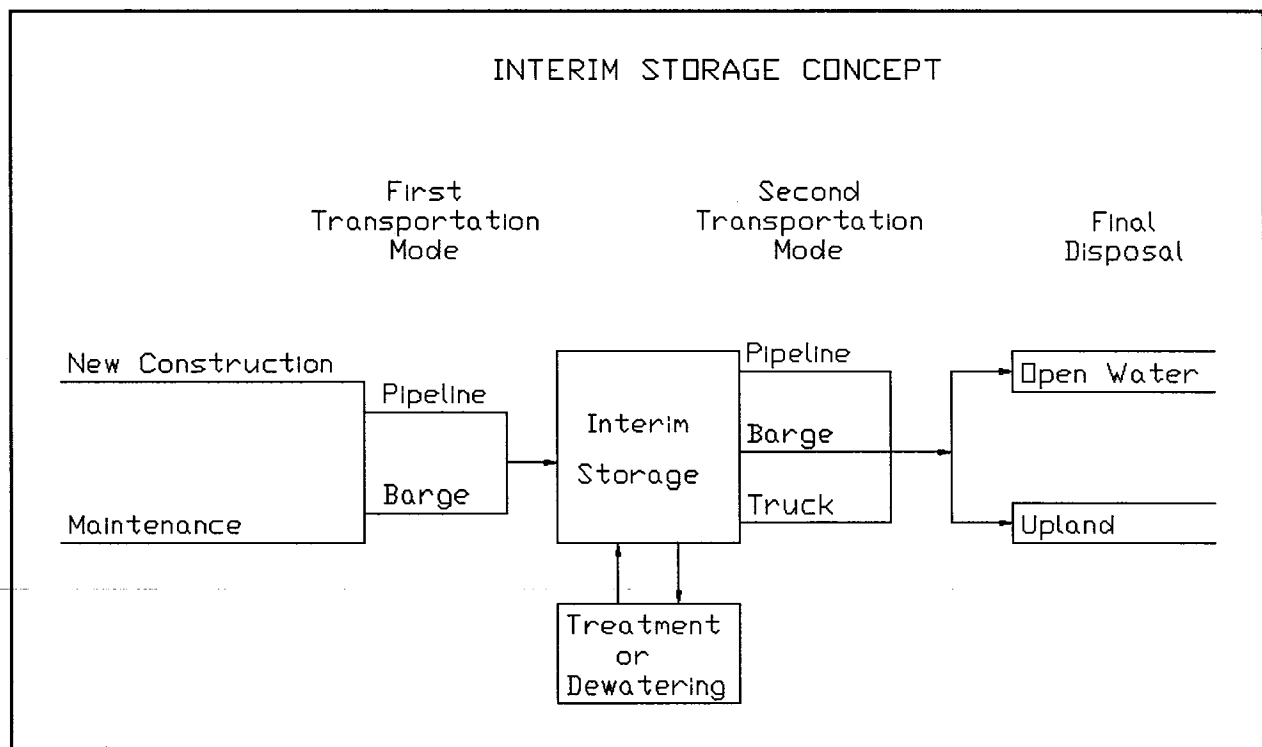 INTERIM STORAGE CONCEPT
First
Transportation
Mode
Second
Transportation
Mode
Final
Disposal
New Construction
Maintenance
Pipeline
Barge
Interim
Storage
Pipeline
Barge
Truck
Open Water
Upland
Treatment
or
Dewatering